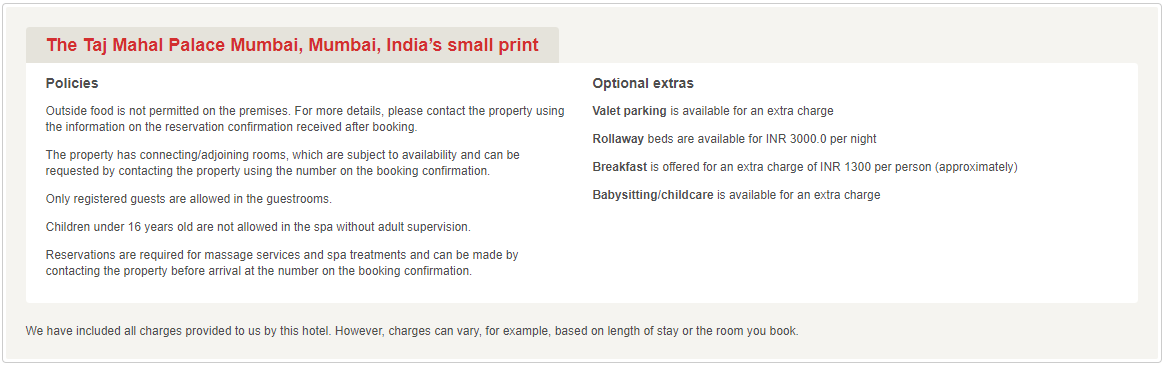 The Taj Mahal Palace Mumbai, Mumbai, India’s small print
Policies
Outside food is not permitted on the premises. For more details, please contact the property using
the information on the reservation confirmation received after booking.
The property has connecting/adjoining rooms, which are subject to availability and can be
requested by contacting the property using the number on the booking confirmation.
Only registered guests are allowed in the guestrooms.
Children under 16 years old are not allowed in the spa without adult supervision.
Reservations are required for massage services and spa treatments and can be made by
contacting the property before arrival at the number on the booking confirmation.
Optional extras
Valet parking is available for an extra charge
Rollaway beds are available for INR 3000.0 per night
Breakfast is offered for an extra charge of INR 1300 per person (approximately)
Babysitting/childcare is available for an extra charge
We have included all charges provided to us by this hotel. However, charges can vary, for example, based on length of stay or the room you book.